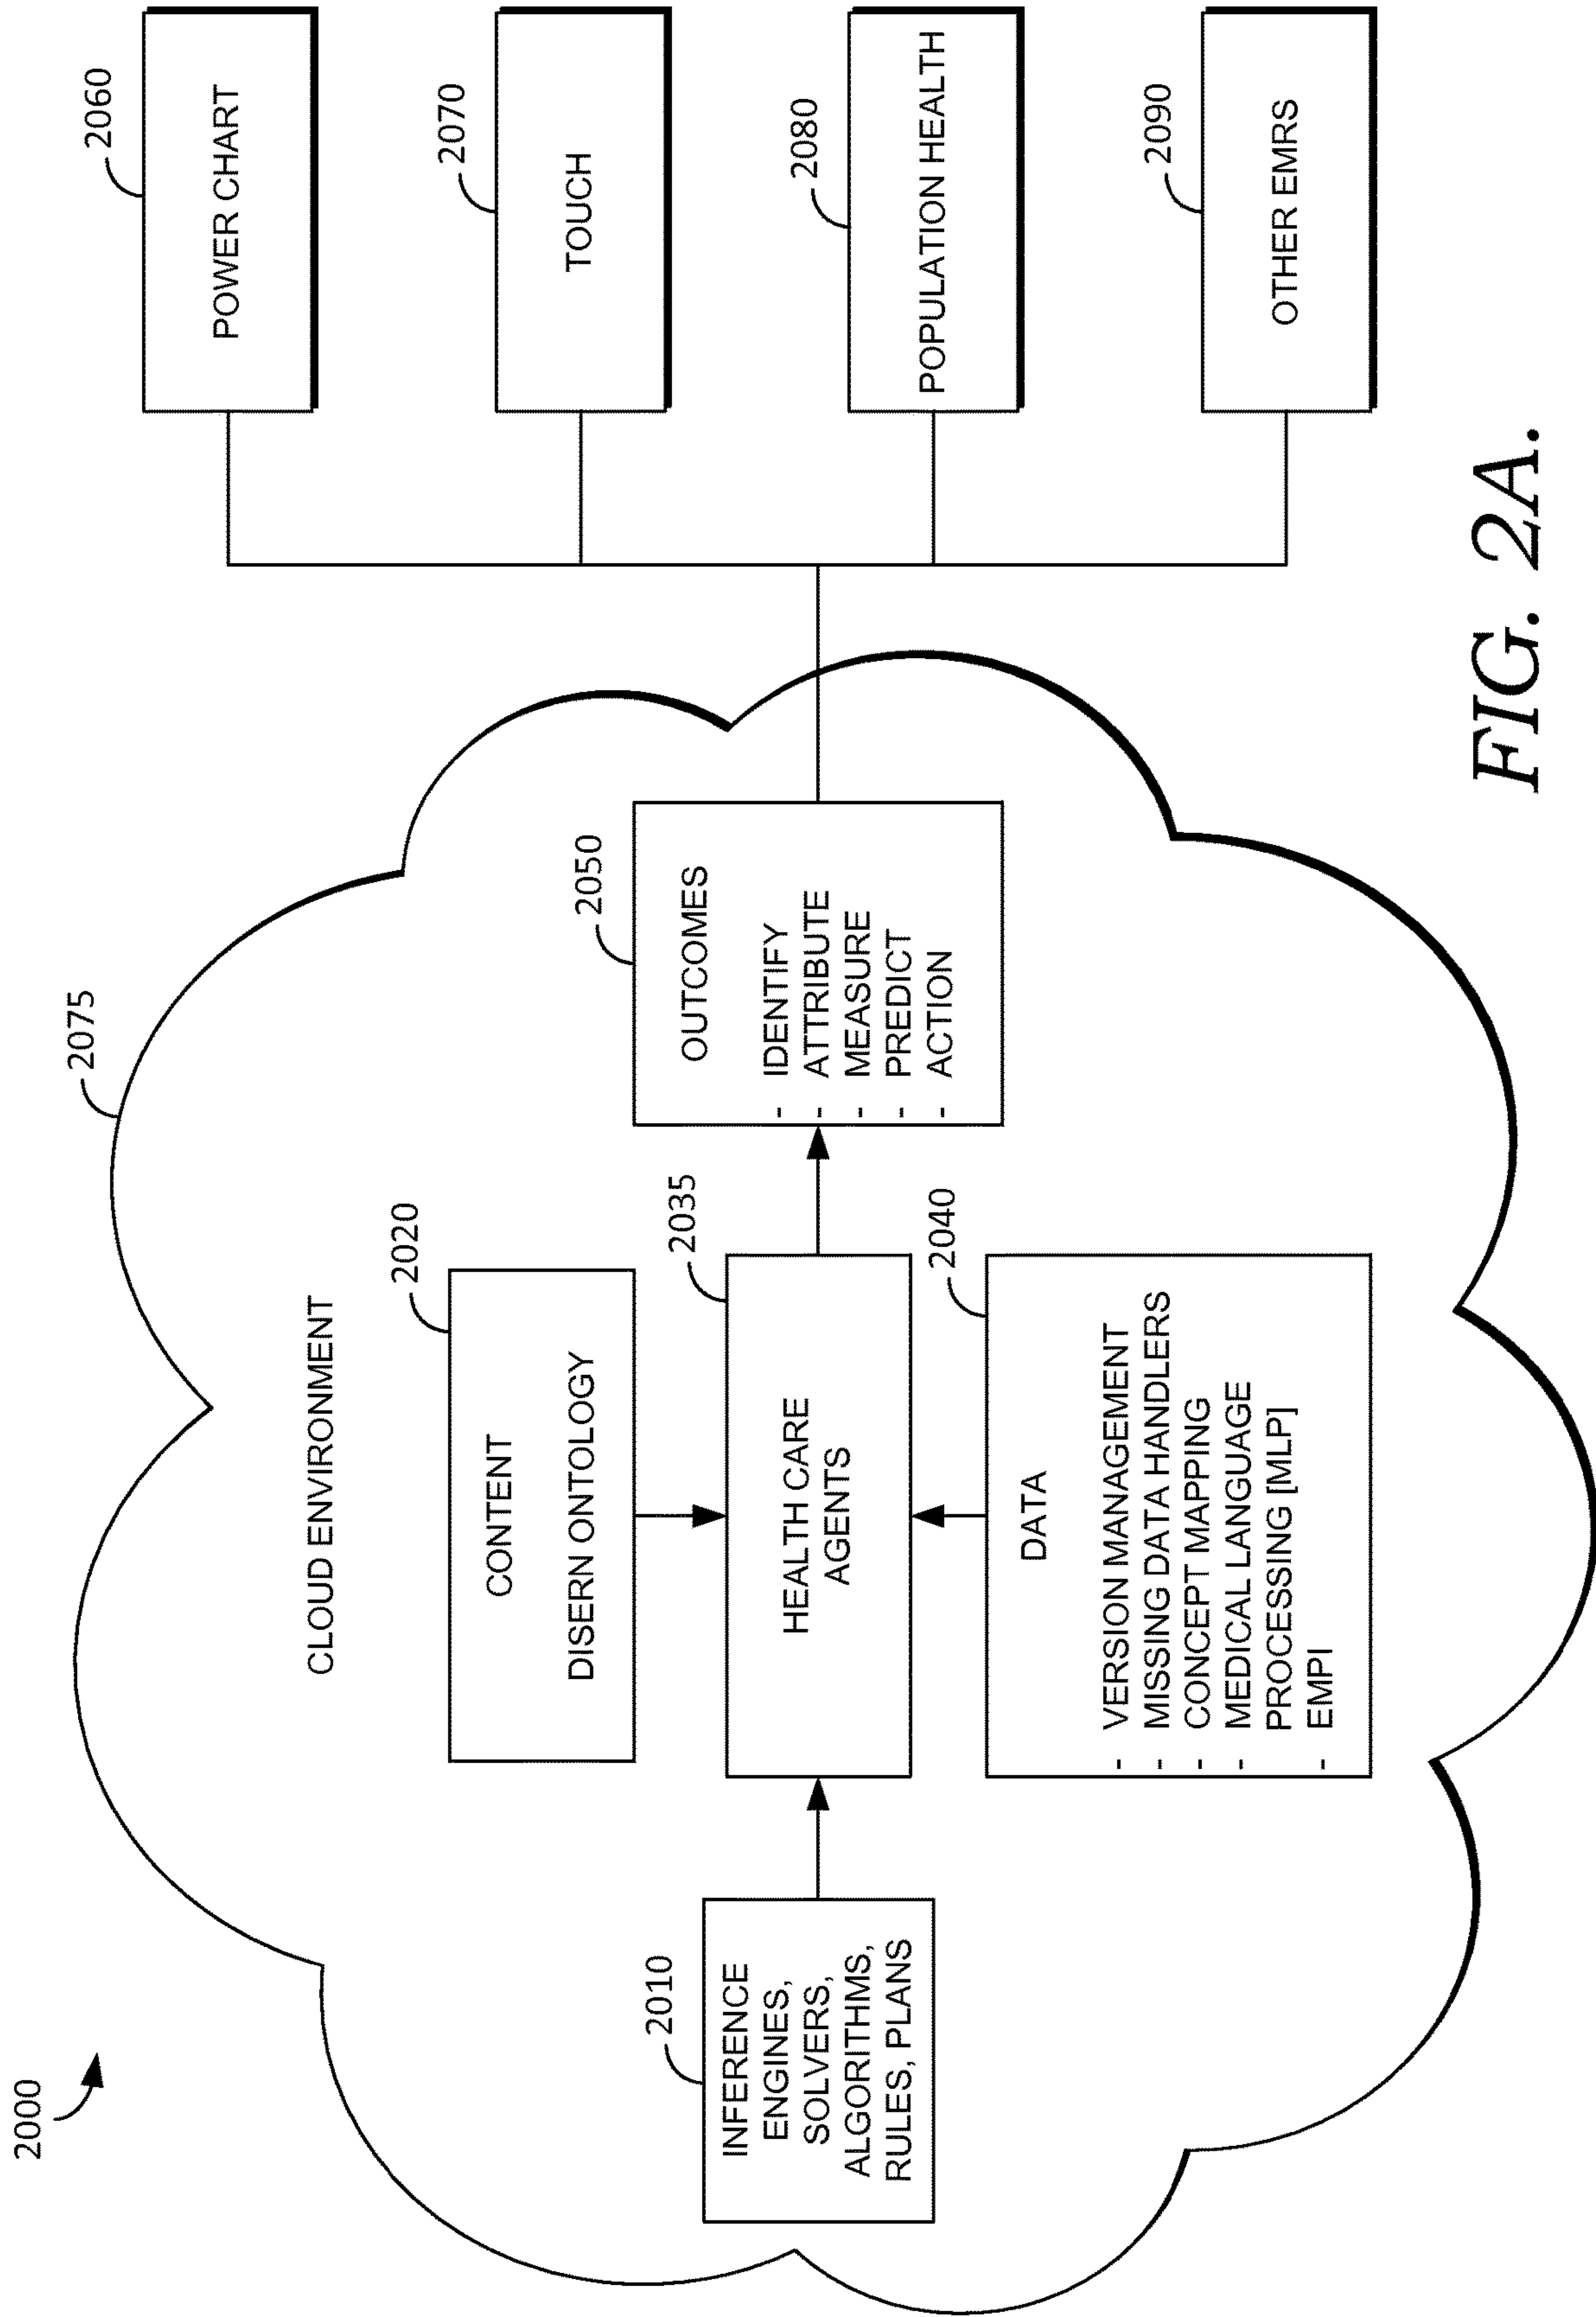 2000
2075
CLOUD ENVIRONMENT
2010
INFERENCE
ENGINES,
SOLVERS,
ALGORITHMS,
RULES, PLANS
2020
CONTENT
DISERN ONTOLOGY
2035
HEALTH CARE
AGENTS
2040
DATA
- VERSION MANAGEMENT
- MISSING DATA HANDLERS
- CONCEPT MAPPING
- MEDICAL LANGUAGE
PROCESSING [MLP]
- EMPI
2050
OUTCOMES
- IDENTIFY
- ATTRIBUTE
- MEASURE
- PREDICT
- ACTION
2060
POWER CHART
2070
TOUCH
2080
POPULATION HEALTH
2090
OTHER EMRS
FIG. 2A.